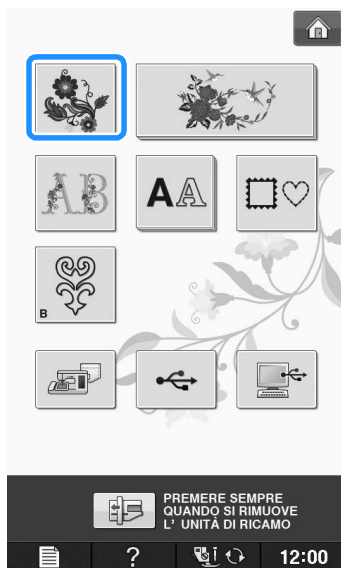 AB
AA
B
PREMERE SEMPRE
QUANDO SI RIMUOVE
L' UNITÀ DI RICAMO
?
12:00